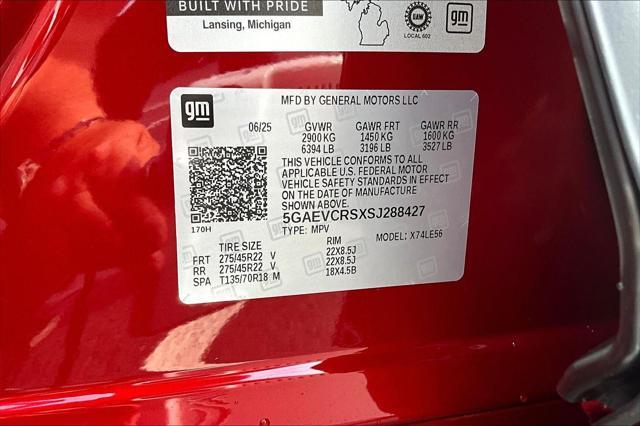 BUILT WITH PRIDE
Lansing, Michigan
UAW
LOCAL 602
gm
gm
MFD BY GENERAL MOTORS LLC
06/25 GVWR GAWR FRT GAWR RR
2900 KG 1450 KG 1600 KG
6394 LB 3196 LB 3527 LB
THIS VEHICLE CONFORMS TO ALL
APPLICABLE U.S. FEDERAL MOTOR
VEHICLE SAFETY STANDARDS IN EFFECT
ON THE DATE OF MANUFACTURE
SHOWN ABOVE.
5GAEVCRSXSJ288427
170H
TYPE: MPV MODEL: X74LE56
TIRE SIZE RIM
FRT 275/45R22 V 22X8.5J
RR 275/45R22 V 22X8.5J
SPA T135/70R18 M 18X4.5B